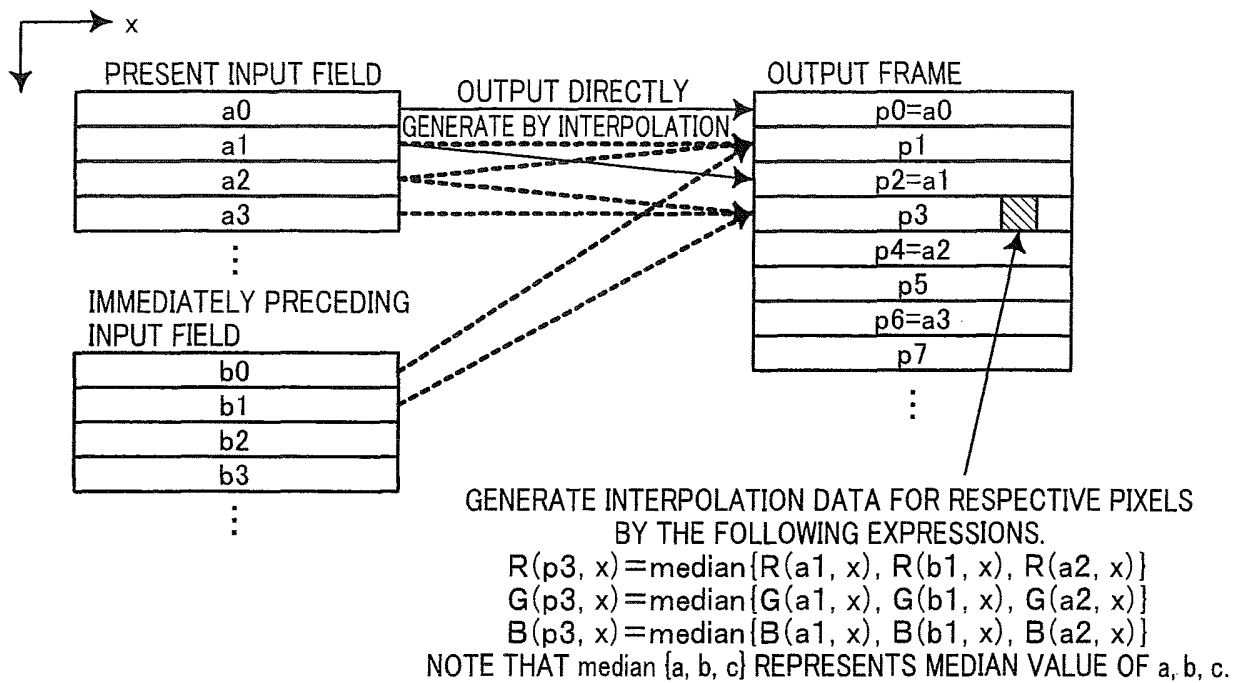 x
PRESENT INPUT FIELD
a0
a1
a2
a3
⋮
OUTPUT DIRECTLY
GENERATE BY INTERPOLATION
OUTPUT FRAME
p0=a0
p1
p2=a1
p3
p4=a2
p5
p6=a3
p7
⋮
IMMEDIATELY PRECEDING
INPUT FIELD
b0
b1
b2
b3
⋮
GENERATE INTERPOLATION DATA FOR RESPECTIVE PIXELS
BY THE FOLLOWING EXPRESSIONS.
R(p3, x)=median{R(a1, x), R(b1, x), R(a2, x)}
G(p3, x)=median{G(a1, x), G(b1, x), G(a2, x)}
B(p3, x)=median{B(a1, x), B(b1, x), B(a2, x)}
NOTE THAT median {a, b, c} REPRESENTS MEDIAN VALUE OF a, b, c.